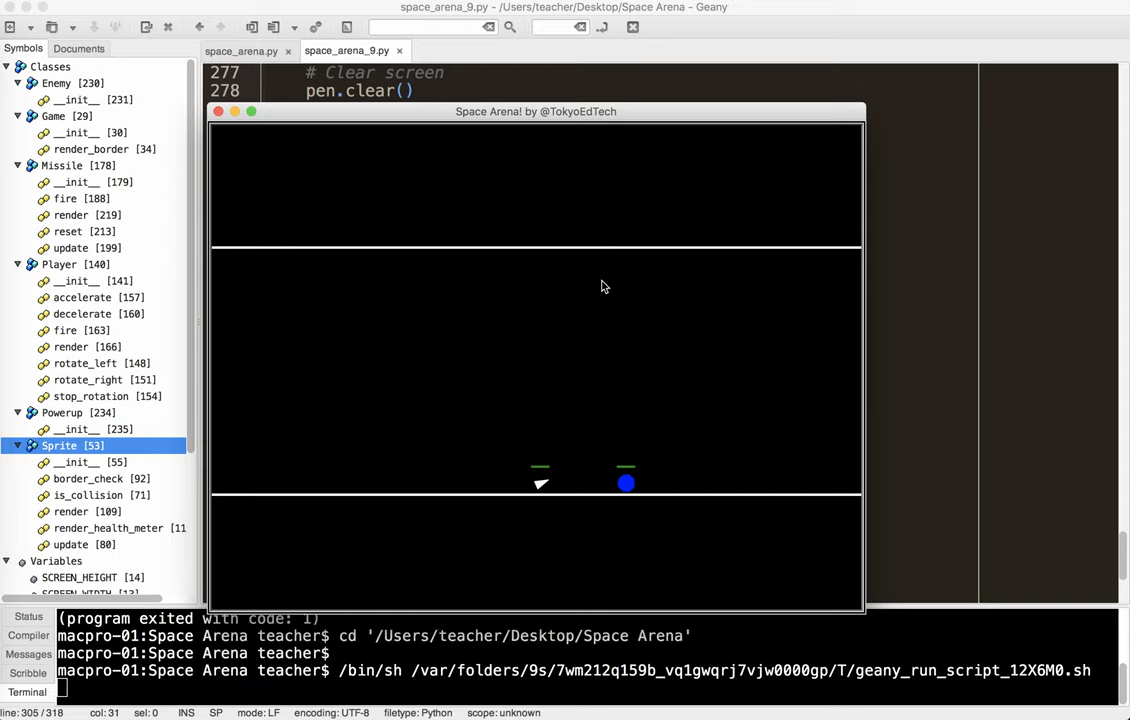 space_arena_9.py - /Users/teacher/Desktop/Space Arena - Geany
Symbols Documents
space_arena.py × space_arena_9.py ×
Classes
Enemy [230]
__init__ [231]
Game [29]
__init__ [30]
render_border [34]
Missile [178]
__init__ [179]
fire [188]
render [219]
reset [213]
update [199]
Player [140]
__init__ [141]
accelerate [157]
decelerate [160]
fire [163]
render [166]
rotate_left [148]
rotate_right [151]
stop_rotation [154]
Powerup [234]
__init__ [235]
Sprite [53]
__init__ [55]
border_check [92]
is_collision [71]
render [109]
render_health_meter [11
update [80]
Variables
SCREEN_HEIGHT [14]
277 # Clear screen
278 pen.clear()
Space Arena! by @TokyoEdTech
Status
Compiler
Messages
Scribble
Terminal
(program exited with code: 1)
macpro-01:Space Arena teacher$ cd '/Users/teacher/Desktop/Space Arena'
macpro-01:Space Arena teacher$
macpro-01:Space Arena teacher$ /bin/sh /var/folders/9s/7wm212q159b_vq1gwqrj7vjw0000gp/T/geany_run_script_12X6M0.sh
line: 305 / 318 col: 31 sel: 0 INS SP mode: LF encoding: UTF-8 filetype: Python scope: unknown